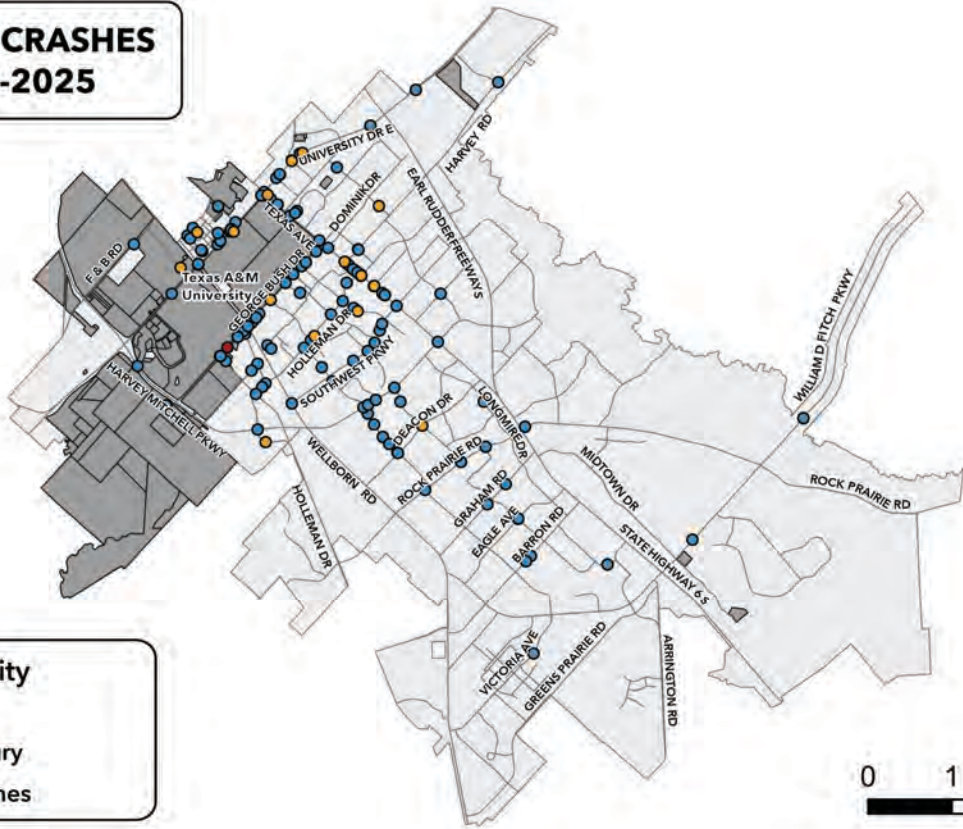 CRASHES
-2025
UNIVERSITY DR E
HARVEY RD
EARL RUDDER FREEWAY S
DOMINIK DR
TEXAS AVE
F & B RD
Texas A&M
University
GEORGE BUSH DR E
HOLLEMAN DR
SOUTHWEST PKWY
HARVEY MITCHELL PKWY
WILLIAM D FITCH PKWY
LONGMIRE DR
DEACON DR
WELLBORN RD
ROCK PRAIRIE RD
MIDTOWN DR
ROCK PRAIRIE RD
HOLLEMAN DR
GRAHAM RD
EAGLE AVE
BARRON RD
STATE HIGHWAY 6 S
VICTORIA AVE
GREENS PRAIRIE RD
ARRINGTON RD
ity
ry
hes
0 1